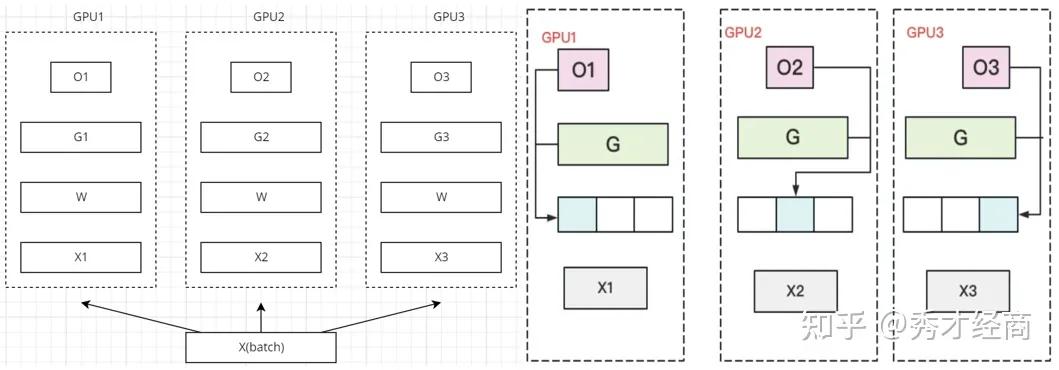 GPU1 GPU2 GPU3
O1 O2 O3
G1 G2 G3
W W W
X1 X2 X3
X(batch)
GPU1 GPU2 GPU3
O1 O2 O3
G G G
X1 X2 X3
知乎 @秀才经商